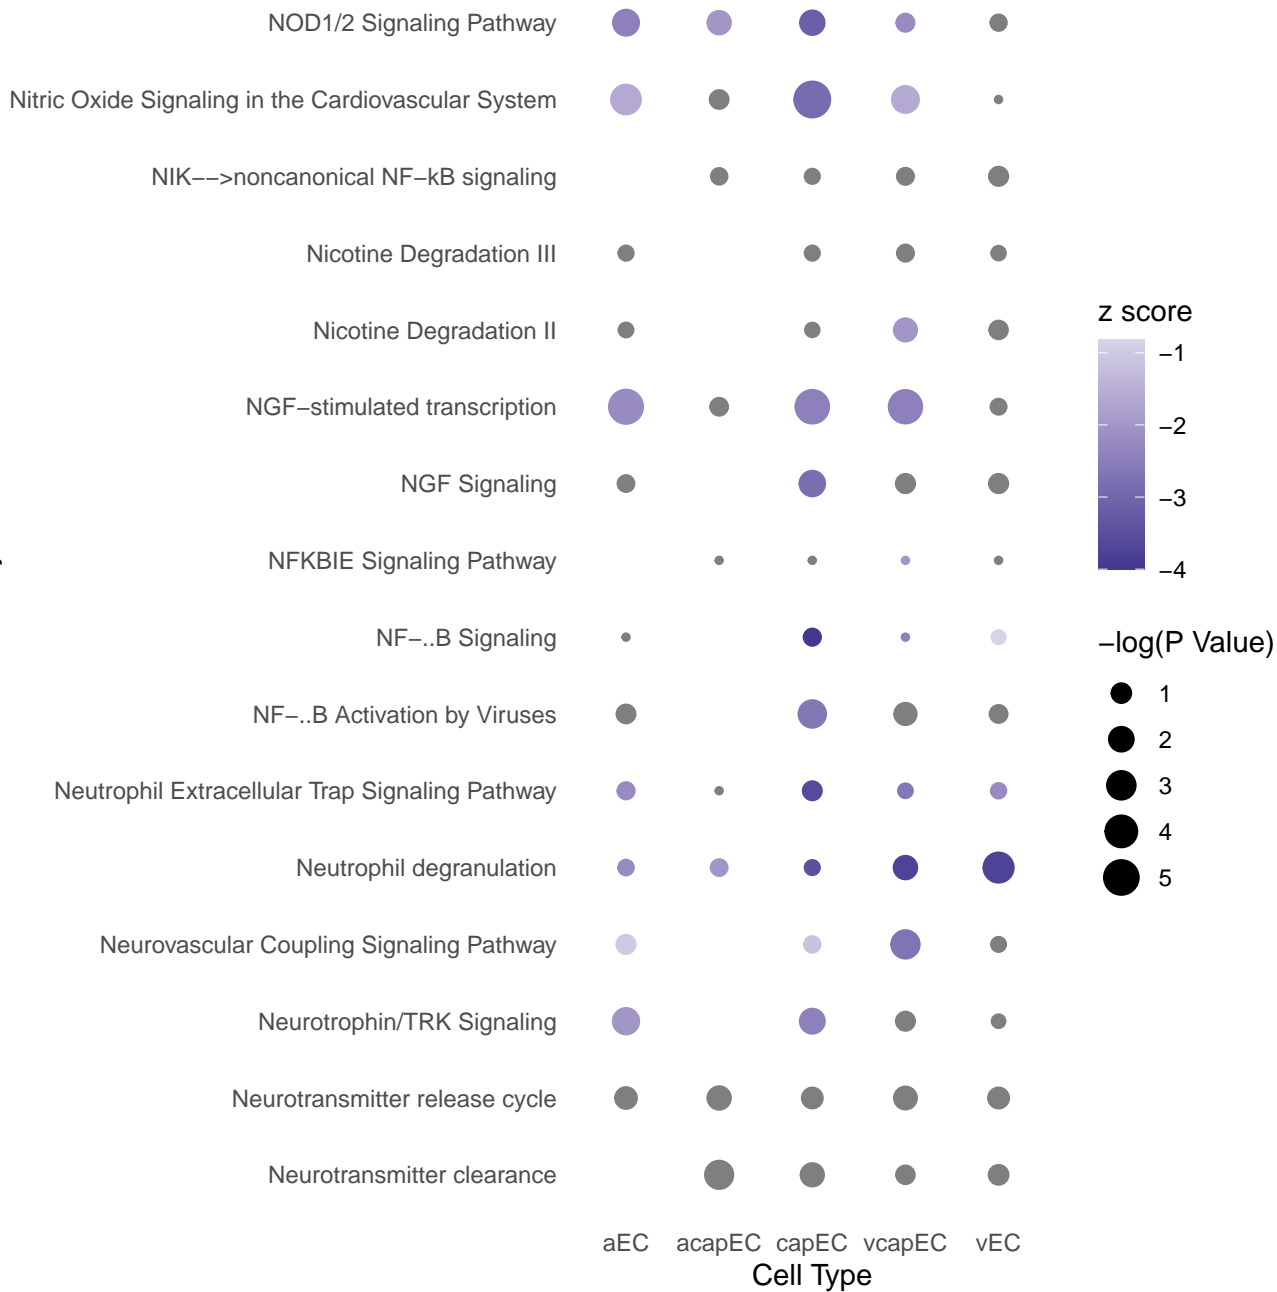 NOD1/2 Signaling Pathway
Nitric Oxide Signaling in the Cardiovascular System
NIK−−>noncanonical NF−kB signaling
Nicotine Degradation III
Nicotine Degradation II
NGF−stimulated transcription
NGF Signaling
NFKBIE Signaling Pathway
NF−..B Signaling
NF−..B Activation by Viruses
Neutrophil Extracellular Trap Signaling Pathway
Neutrophil degranulation
Neurovascular Coupling Signaling Pathway
Neurotrophin/TRK Signaling
Neurotransmitter release cycle
Neurotransmitter clearance
aEC acapEC capEC vcapEC vEC
Cell Type
z score
−1
−2
−3
−4
−log(P Value)
1
2
3
4
5